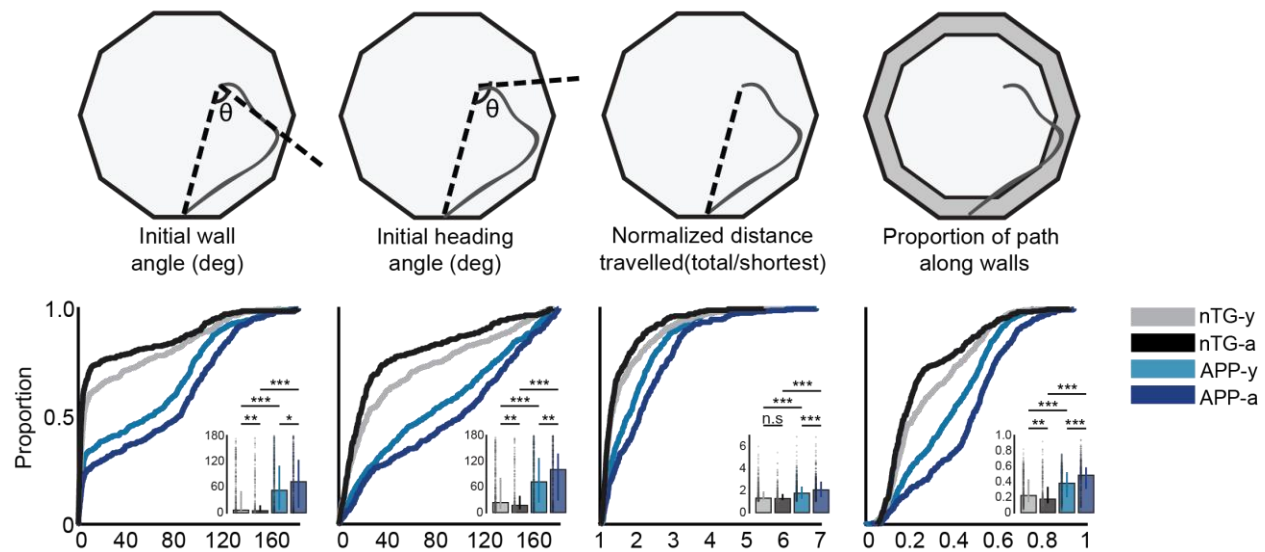 θ
θ
Initial wall
angle (deg)
Initial heading
angle (deg)
Normalized distance
travelled(total/shortest)
Proportion of path
along walls
nTG-y
nTG-a
APP-y
APP-a
Proportion
1.0
0.5
0
0 40 80 120 160
180
120
60
0
***
***
** *
0 40 80 120 160
180
120
60
0
***
***
** **
1 2 3 4 5 6 7
6
4
2
0
***
***
n.s ***
0 0.2 0.4 0.6 0.8 1
1.0
0.8
0.6
0.4
0.2
0
***
***
** ***